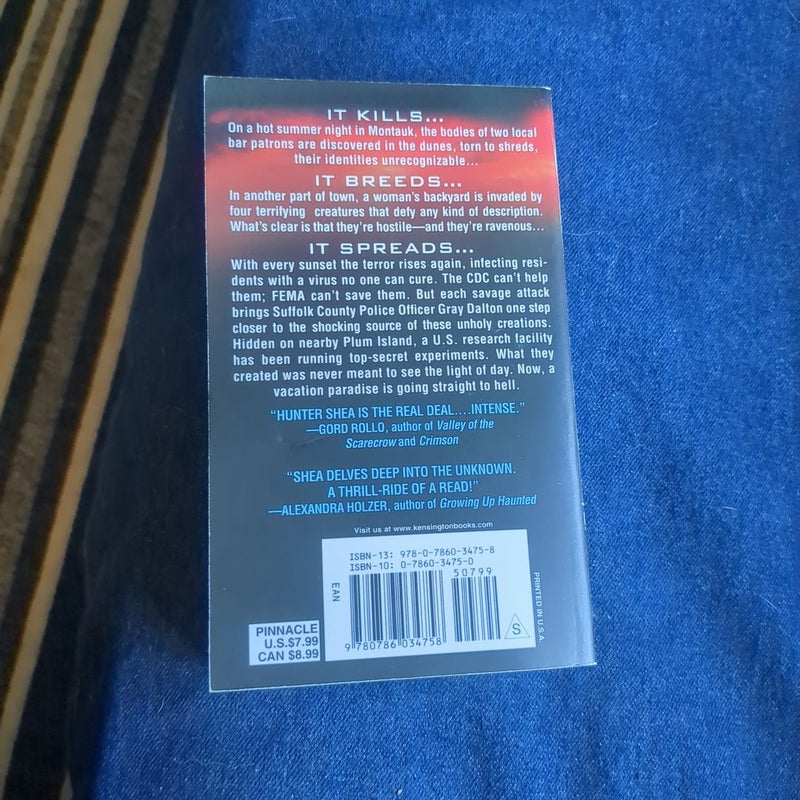 IT KILLS...
On a hot summer night in Montauk, the bodies of two local
bar patrons are discovered in the dunes, torn to shreds,
their identities unrecognizable...
IT BREEDS...
In another part of town, a woman's backyard is invaded by
four terrifying creatures that defy any kind of description.
What's clear is that they're hostile—and they're ravenous...
IT SPREADS...
With every sunset the terror rises again, infecting resi-
dents with a virus no one can cure. The CDC can't help
them; FEMA can't save them. But each savage attack
brings Suffolk County Police Officer Gray Dalton one step
closer to the shocking source of these unholy creations.
Hidden on nearby Plum Island, a U.S. research facility
has been running top-secret experiments. What they
created was never meant to see the light of day. Now, a
vacation paradise is going straight to hell.
"HUNTER SHEA IS THE REAL DEAL....INTENSE."
—GORD ROLLO, author of Valley of the
Scarecrow and Crimson
"SHEA DELVES DEEP INTO THE UNKNOWN.
A THRILL-RIDE OF A READ!"
—ALEXANDRA HOLZER, author of Growing Up Haunted
Visit us at www.kensingtonbooks.com
ISBN-13: 978-0-7860-3475-8
ISBN-10: 0-7860-3475-0
50799
EAN
9 780786 034758
S
PRINTED IN U.S.A.
PINNACLE
U.S.$7.99
CAN $8.99